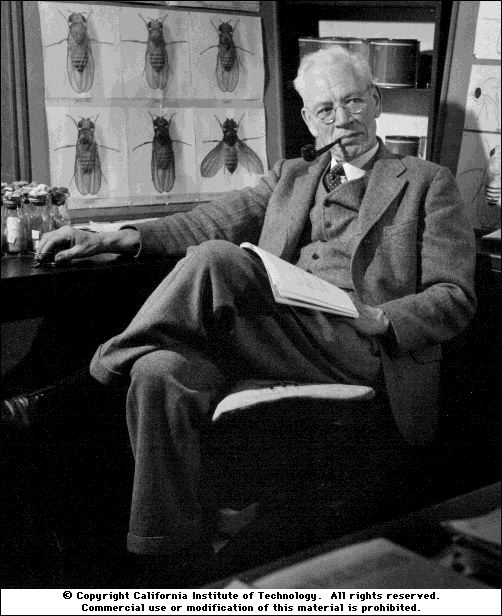 © Copyright California Institute of Technology. All rights reserved.
Commercial use or modification of this material is prohibited.